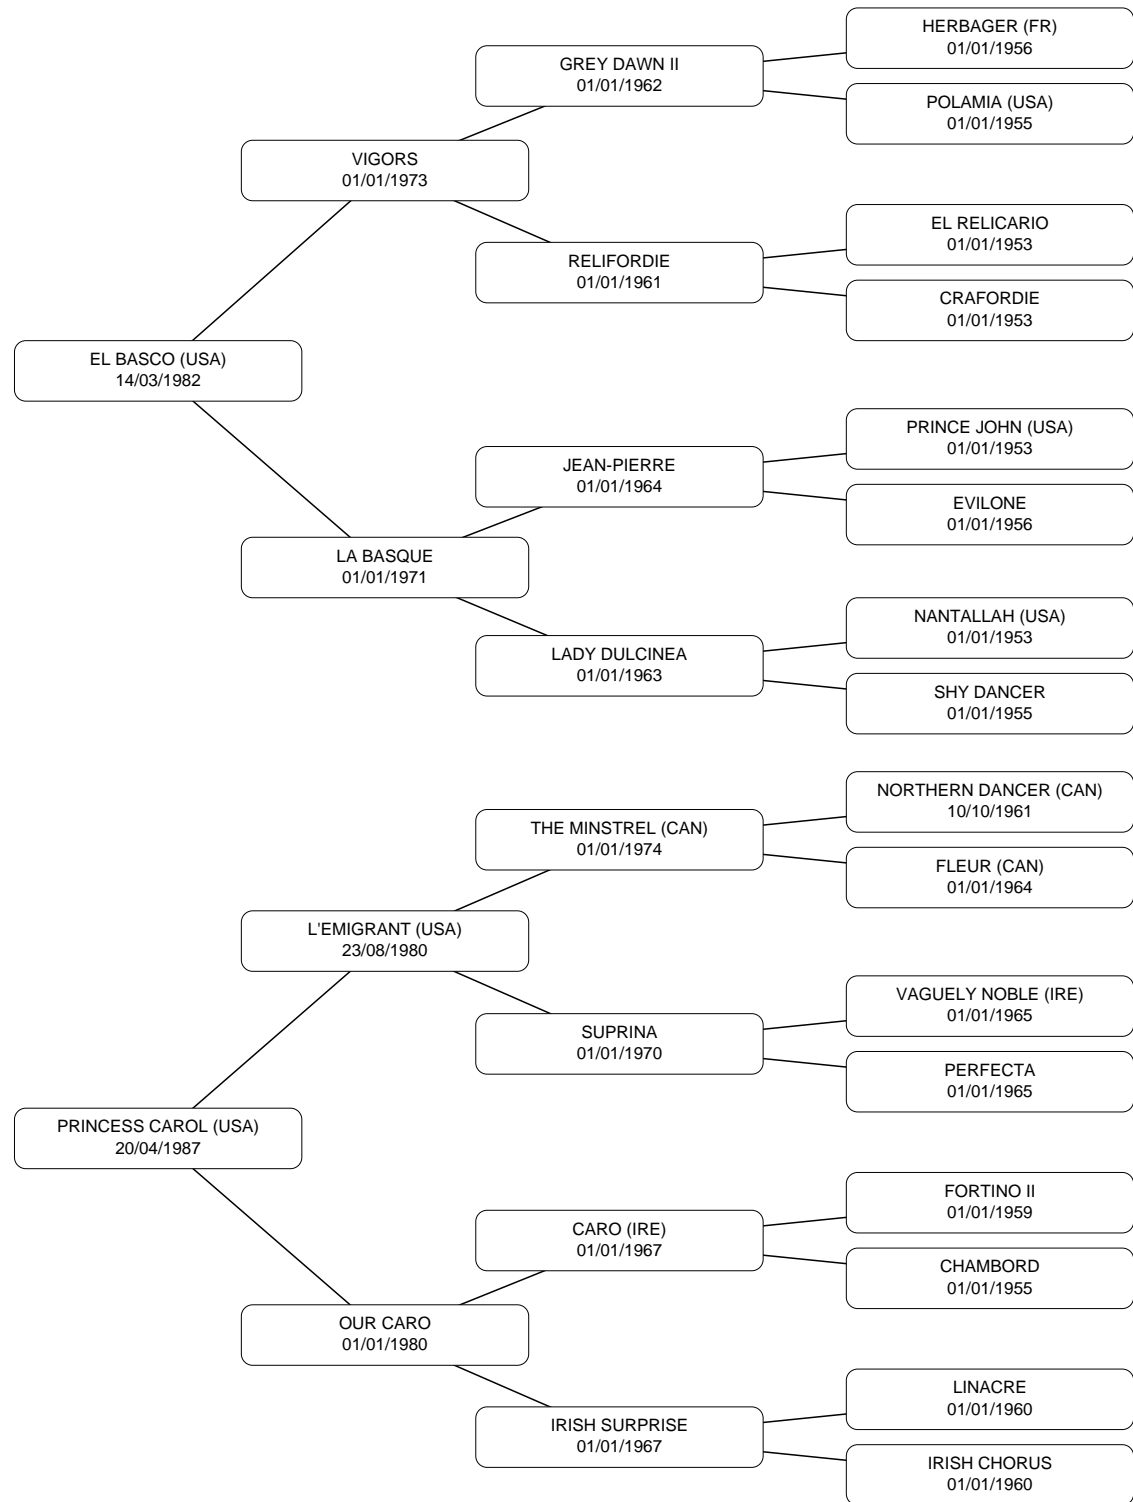 HERBAGER (FR)
01/01/1956
GREY DAWN II
01/01/1962
POLAMIA (USA)
01/01/1955
VIGORS
01/01/1973
EL RELICARIO
01/01/1953
RELIFORDIE
01/01/1961
CRAFORDIE
01/01/1953
EL BASCO (USA)
14/03/1982
PRINCE JOHN (USA)
01/01/1953
JEAN-PIERRE
01/01/1964
EVILONE
01/01/1956
LA BASQUE
01/01/1971
NANTALLAH (USA)
01/01/1953
LADY DULCINEA
01/01/1963
SHY DANCER
01/01/1955
NORTHERN DANCER (CAN)
10/10/1961
THE MINSTREL (CAN)
01/01/1974
FLEUR (CAN)
01/01/1964
L'EMIGRANT (USA)
23/08/1980
VAGUELY NOBLE (IRE)
01/01/1965
SUPRINA
01/01/1970
PERFECTA
01/01/1965
PRINCESS CAROL (USA)
20/04/1987
FORTINO II
01/01/1959
CARO (IRE)
01/01/1967
CHAMBORD
01/01/1955
OUR CARO
01/01/1980
LINACRE
01/01/1960
IRISH SURPRISE
01/01/1967
IRISH CHORUS
01/01/1960